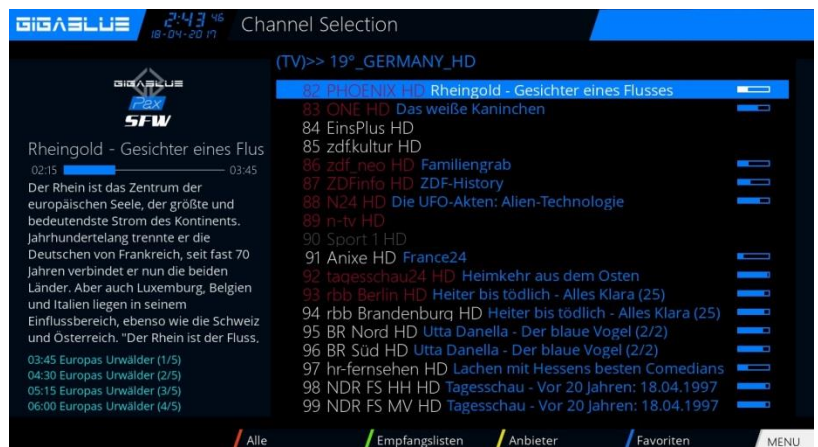 GIGABLUE
2:43 46
18-04-2017
Channel Selection
(TV)>> 19°_GERMANY_HD
GIGABLUE
Pax
SFW
Rheingold - Gesichter eines Flus
02:15 03:45
Der Rhein ist das Zentrum der
europäischen Seele, der größte und
bedeutendste Strom des Kontinents.
Jahrhundertelang trennte er die
Deutschen von Frankreich, seit fast 70
Jahren verbindet er nun die beiden
Länder. Aber auch Luxemburg, Belgien
und Italien liegen in seinem
Einflussbereich, ebenso wie die Schweiz
und Österreich. "Der Rhein ist der Fluss.
03:45 Europas Urwälder (1/5)
04:30 Europas Urwälder (2/5)
05:15 Europas Urwälder (3/5)
06:00 Europas Urwälder (4/5)
82 PHOENIX HD Rheingold - Gesichter eines Flusses
83 ONE HD Das weiße Kaninchen
84 EinsPlus HD
85 zdf.kultur HD
86 zdf_neo HD Familiengrab
87 ZDFinfo HD ZDF-History
88 N24 HD Die UFO-Akten: Alien-Technologie
89 n-tv HD
90 Sport 1 HD
91 Anixe HD France24
92 tagesschau24 HD Heimkehr aus dem Osten
93 rbb Berlin HD Heiter bis tödlich - Alles Klara (25)
94 rbb Brandenburg HD Heiter bis tödlich - Alles Klara (25)
95 BR Nord HD Utta Danella - Der blaue Vogel (2/2)
96 BR Süd HD Utta Danella - Der blaue Vogel (2/2)
97 hr-fernsehen HD Lachen mit Hessens besten Comedians
98 NDR FS HH HD Tagesschau - Vor 20 Jahren: 18.04.1997
99 NDR FS MV HD Tagesschau - Vor 20 Jahren: 18.04.1997
Alle Empfangslisten Anbieter Favoriten MENU